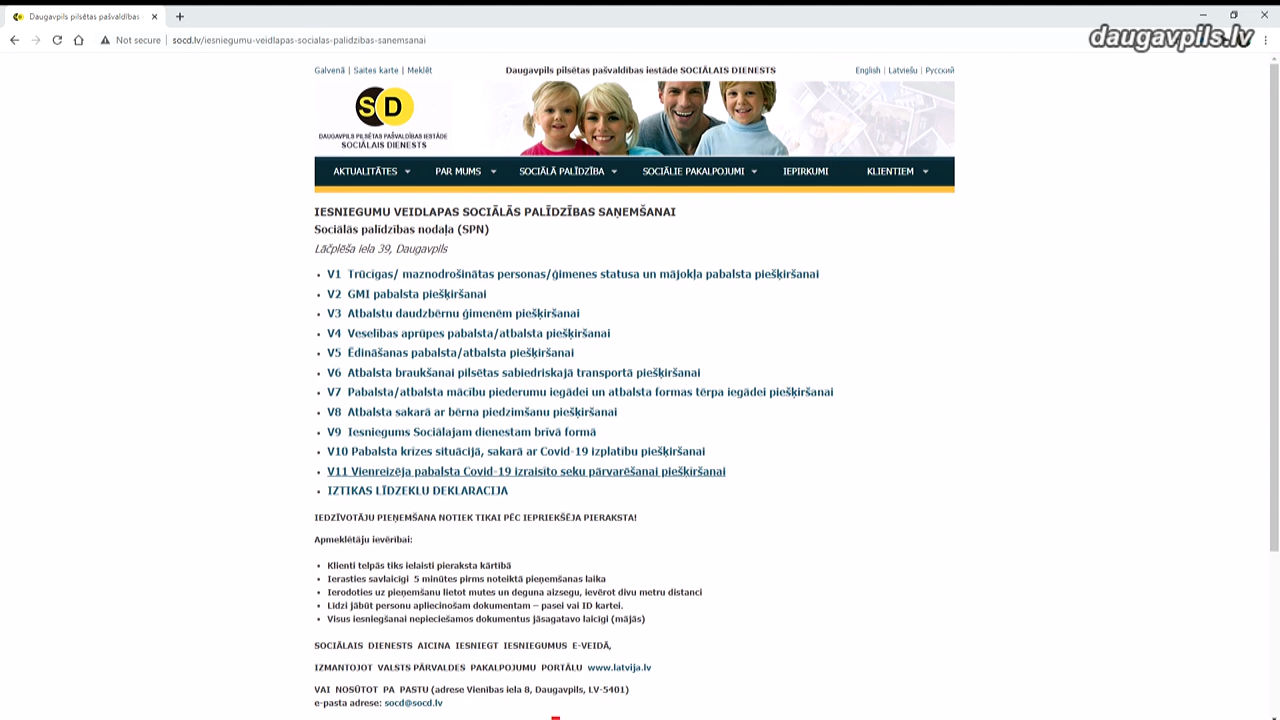 Daugavpils pilsētas pašvaldības
Not secure | socd.lv/iesniegumu-veidlapas-socialas-palidzibas-sanemsanai
daugavpils.lv
Galvenā | Saites karte | Meklēt
Daugavpils pilsētas pašvaldības iestāde SOCIĀLAIS DIENESTS
English | Latviešu | Русский
SD
DAUGAVPILS PILSĒTAS PAŠVALDĪBAS IESTĀDE
SOCIĀLAIS DIENESTS
AKTUALITĀTES PAR MUMS SOCIĀLĀ PALĪDZĪBA SOCIĀLIE PAKALPOJUMI IEPIRKUMI KLIENTIEM
IESNIEGUMU VEIDLAPAS SOCIĀLĀS PALĪDZĪBAS SAŅEMŠANAI
Sociālās palīdzības nodaļa (SPN)
Lāčplēša iela 39, Daugavpils
V1 Trūcīgas/ maznodrošinātas personas/ģimenes statusa un mājokļa pabalsta piešķiršanai
V2 GMI pabalsta piešķiršanai
V3 Atbalstu daudzbērnu ģimenēm piešķiršanai
V4 Veselības aprūpes pabalsta/atbalsta piešķiršanai
V5 Ēdināšanas pabalsta/atbalsta piešķiršanai
V6 Atbalsta braukšanai pilsētas sabiedriskajā transportā piešķiršanai
V7 Pabalsta/atbalsta mācību piederumu iegādei un atbalsta formas tērpa iegādei piešķiršanai
V8 Atbalsta sakarā ar bērna piedzimšanu piešķiršanai
V9 Iesniegums Sociālajam dienestam brīvā formā
V10 Pabalsta krīzes situācijā, sakarā ar Covid-19 izplatību piešķiršanai
V11 Vienreizēja pabalsta Covid-19 izraisīto seku pārvarēšanai piešķiršanai
IZTIKAS LĪDZEKLU DEKLARACIJA
IEDZĪVOTĀJU PIEŅEMŠANA NOTIEK TIKAI PĒC IEPRIEKŠĒJA PIERAKSTA!
Apmeklētāju ievērībai:
Klienti telpās tiks ielaisti pieraksta kārtībā
Ierasties savlaicīgi 5 minūtes pirms noteiktā pieņemšanas laika
Ierodoties uz pieņemšanu lietot mutes un deguna aizsegu, ievērot divu metru distanci
Līdzi jābūt personu apliecinošam dokumentam – pasei vai ID kartei.
Visus iesniegšanai nepieciešamos dokumentus jāsagatavo laicīgi (mājās)
SOCIĀLAIS DIENESTS AICINA IESNIEGT IESNIEGUMUS E-VEIDĀ,
IZMANTOJOT VALSTS PĀRVALDES PAKALPOJUMU PORTĀLU www.latvija.lv
VAI NOSŪTOT PA PASTU (adrese Vienības iela 8, Daugavpils, LV-5401)
e-pasta adrese: socd@socd.lv